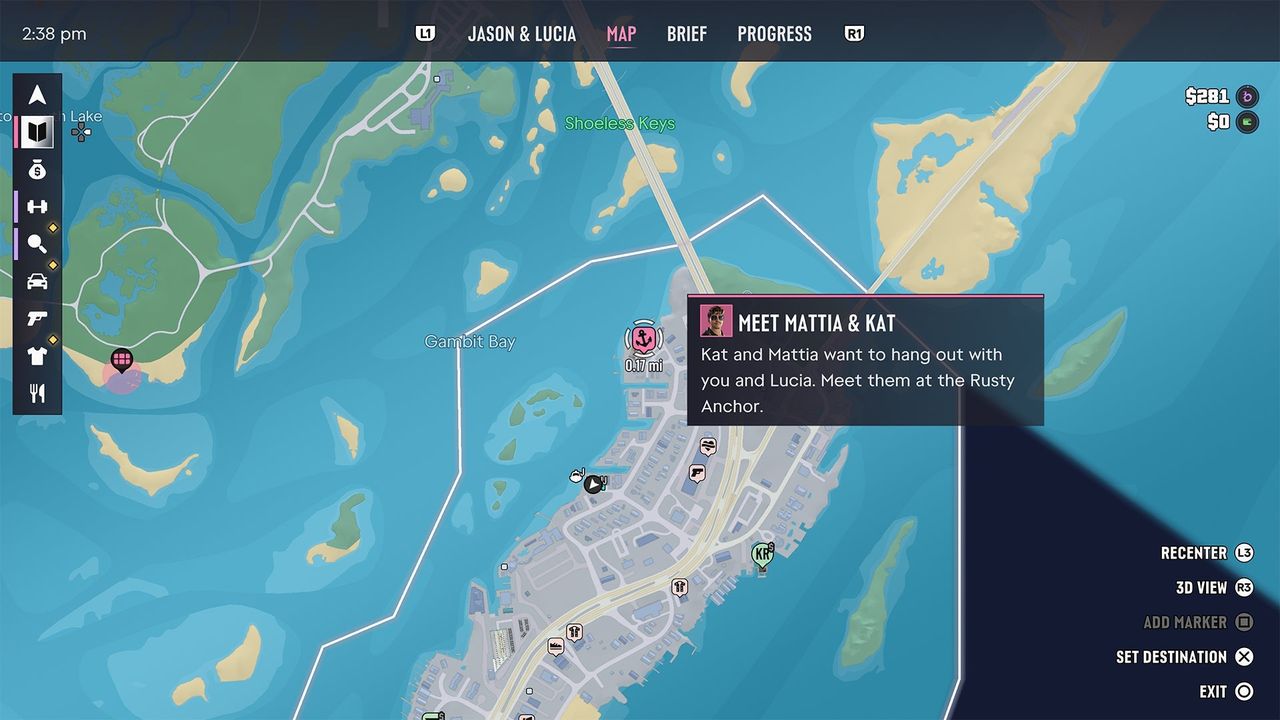 2:38 pm
L1
JASON & LUCIA
MAP
BRIEF
PROGRESS
R1
$281
$0
Lake
Shoeless Keys
Gambit Bay
0.17 mi
MEET MATTIA & KAT
Kat and Mattia want to hang out with
you and Lucia. Meet them at the Rusty
Anchor.
KR
RECENTER L3
3D VIEW R3
ADD MARKER
SET DESTINATION
EXIT